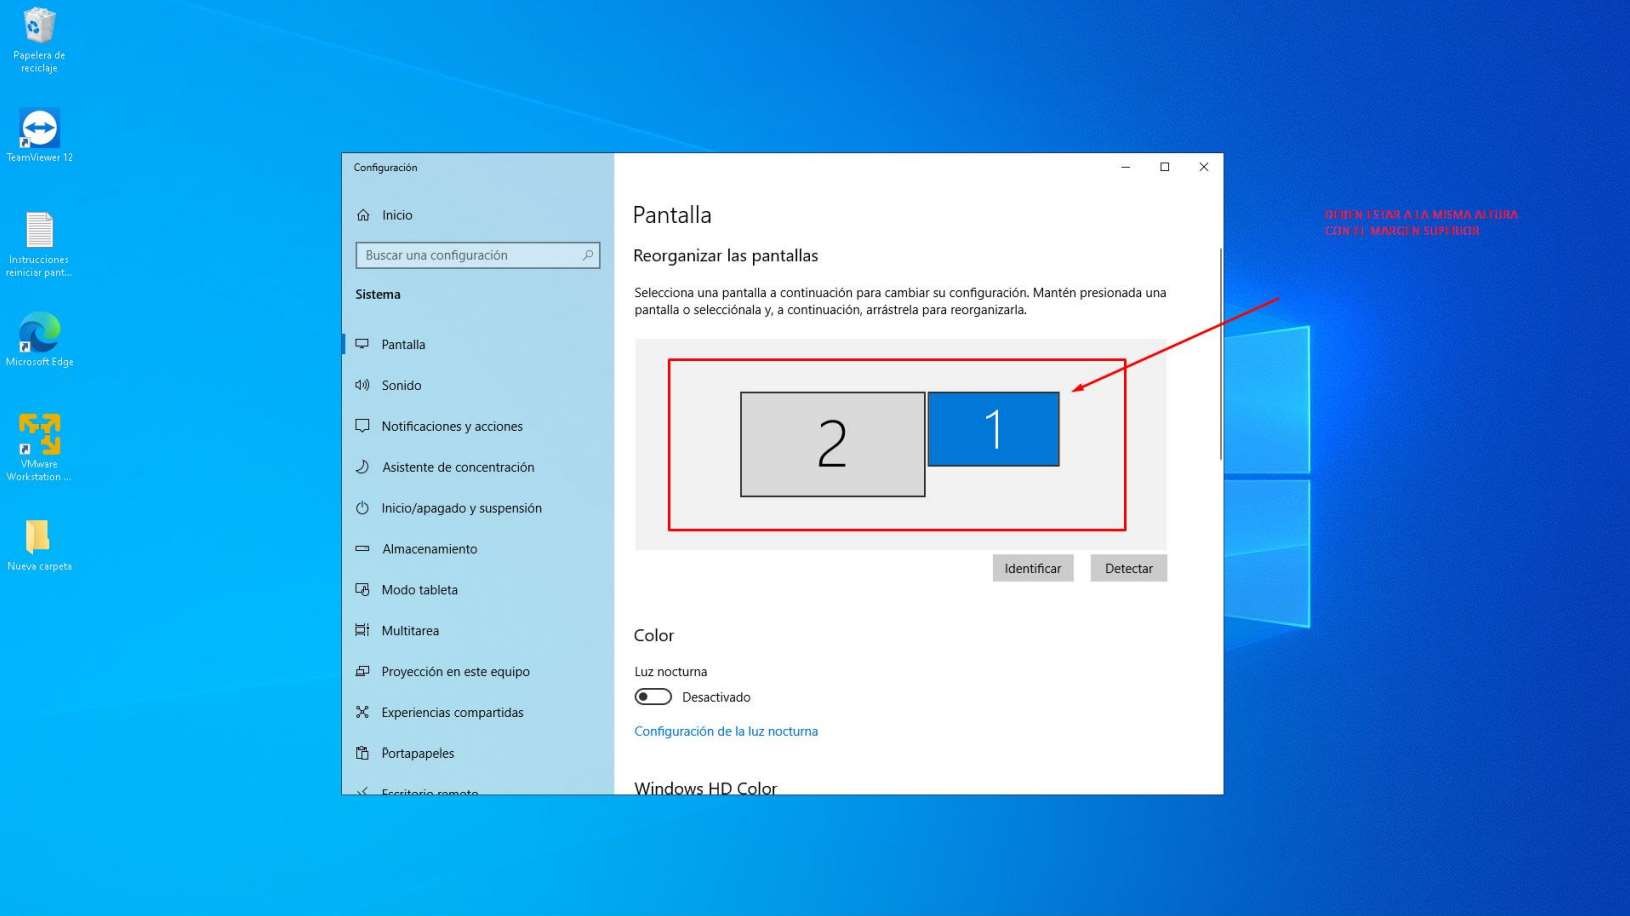 Papelera de
reciclaje
TeamViewer 12
Instrucciones
reiniciar pant...
Microsoft Edge
VMware
Workstation ...
Nueva carpeta
Configuración
Inicio
Buscar una configuración
Sistema
Pantalla
Sonido
Notificaciones y acciones
Asistente de concentración
Inicio/apagado y suspensión
Almacenamiento
Modo tableta
Multitarea
Proyección en este equipo
Experiencias compartidas
Portapapeles
Escritorio remoto
Pantalla
Reorganizar las pantallas
Selecciona una pantalla a continuación para cambiar su configuración. Mantén presionada una
pantalla o selecciónala y, a continuación, arrástrela para reorganizarla.
2
1
Identificar
Detectar
Color
Luz nocturna
Desactivado
Configuración de la luz nocturna
Windows HD Color
DEBEN ESTAR A LA MISMA ALTURA
CON EL MARGEN SUPERIOR